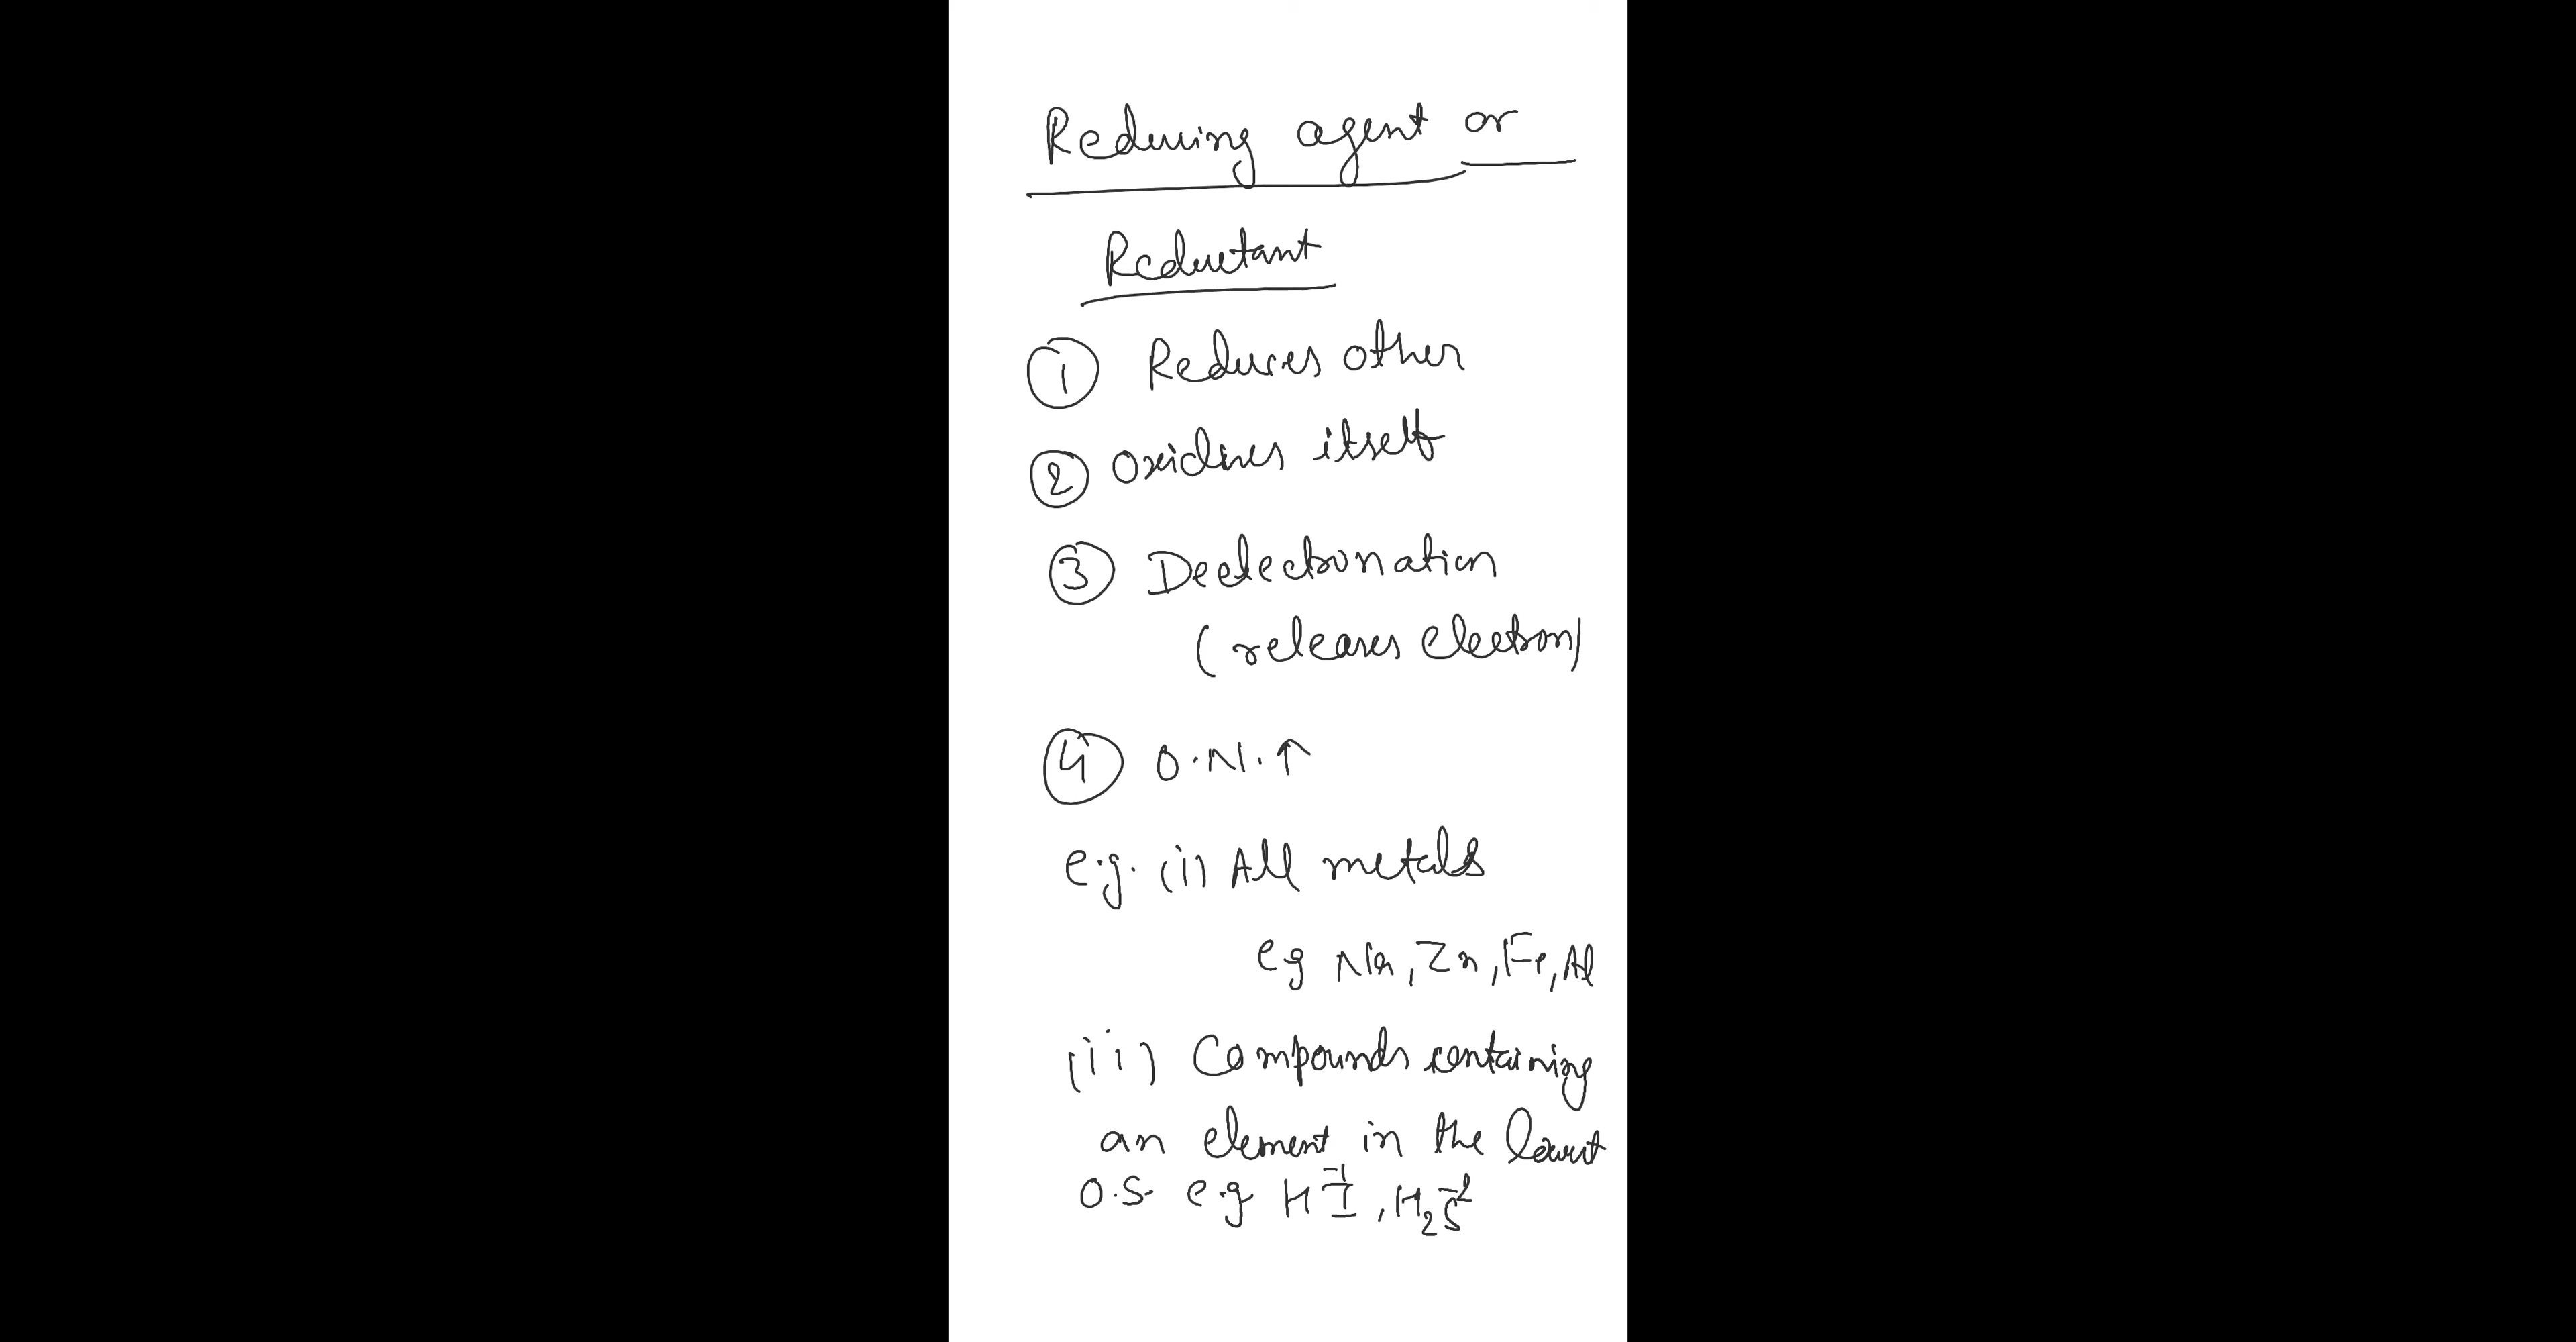 Reducing agent or
Reductant
① Reduces other
② Oxidises itself
③ Deelectronation
(releases electron)
④ O.N.↑
e.g. (i) All metals
eg Na, Zn, Fe, Al
(ii) Compounds containing
an element in the lowest
O.S. e.g HI⁻¹, H₂S⁻²